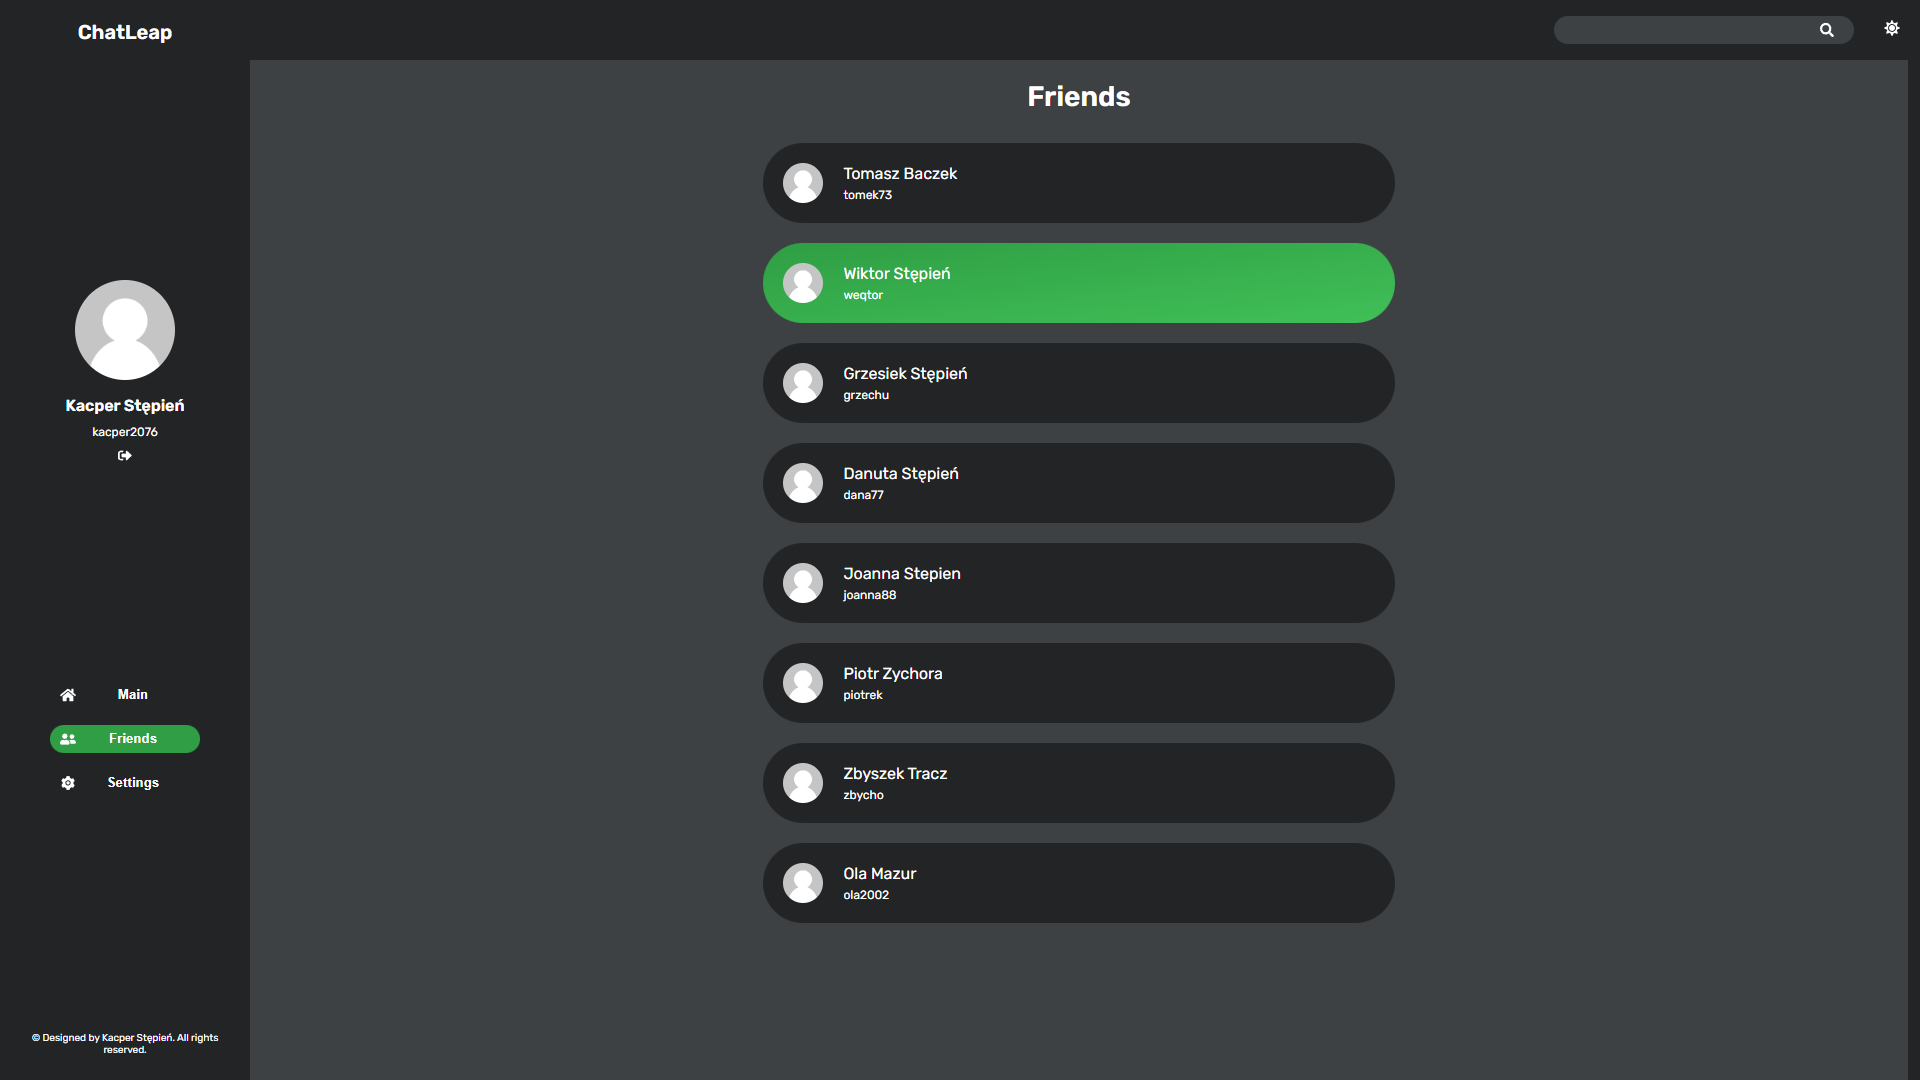 ChatLeap
Kacper Stępień
kacper2076
Main
Friends
Settings
© Designed by Kacper Stępień. All rights
reserved.
Friends
Tomasz Baczek
tomek73
Wiktor Stępień
weqtor
Grzesiek Stępień
grzechu
Danuta Stępień
dana77
Joanna Stepien
joanna88
Piotr Zychora
piotrek
Zbyszek Tracz
zbycho
Ola Mazur
ola2002